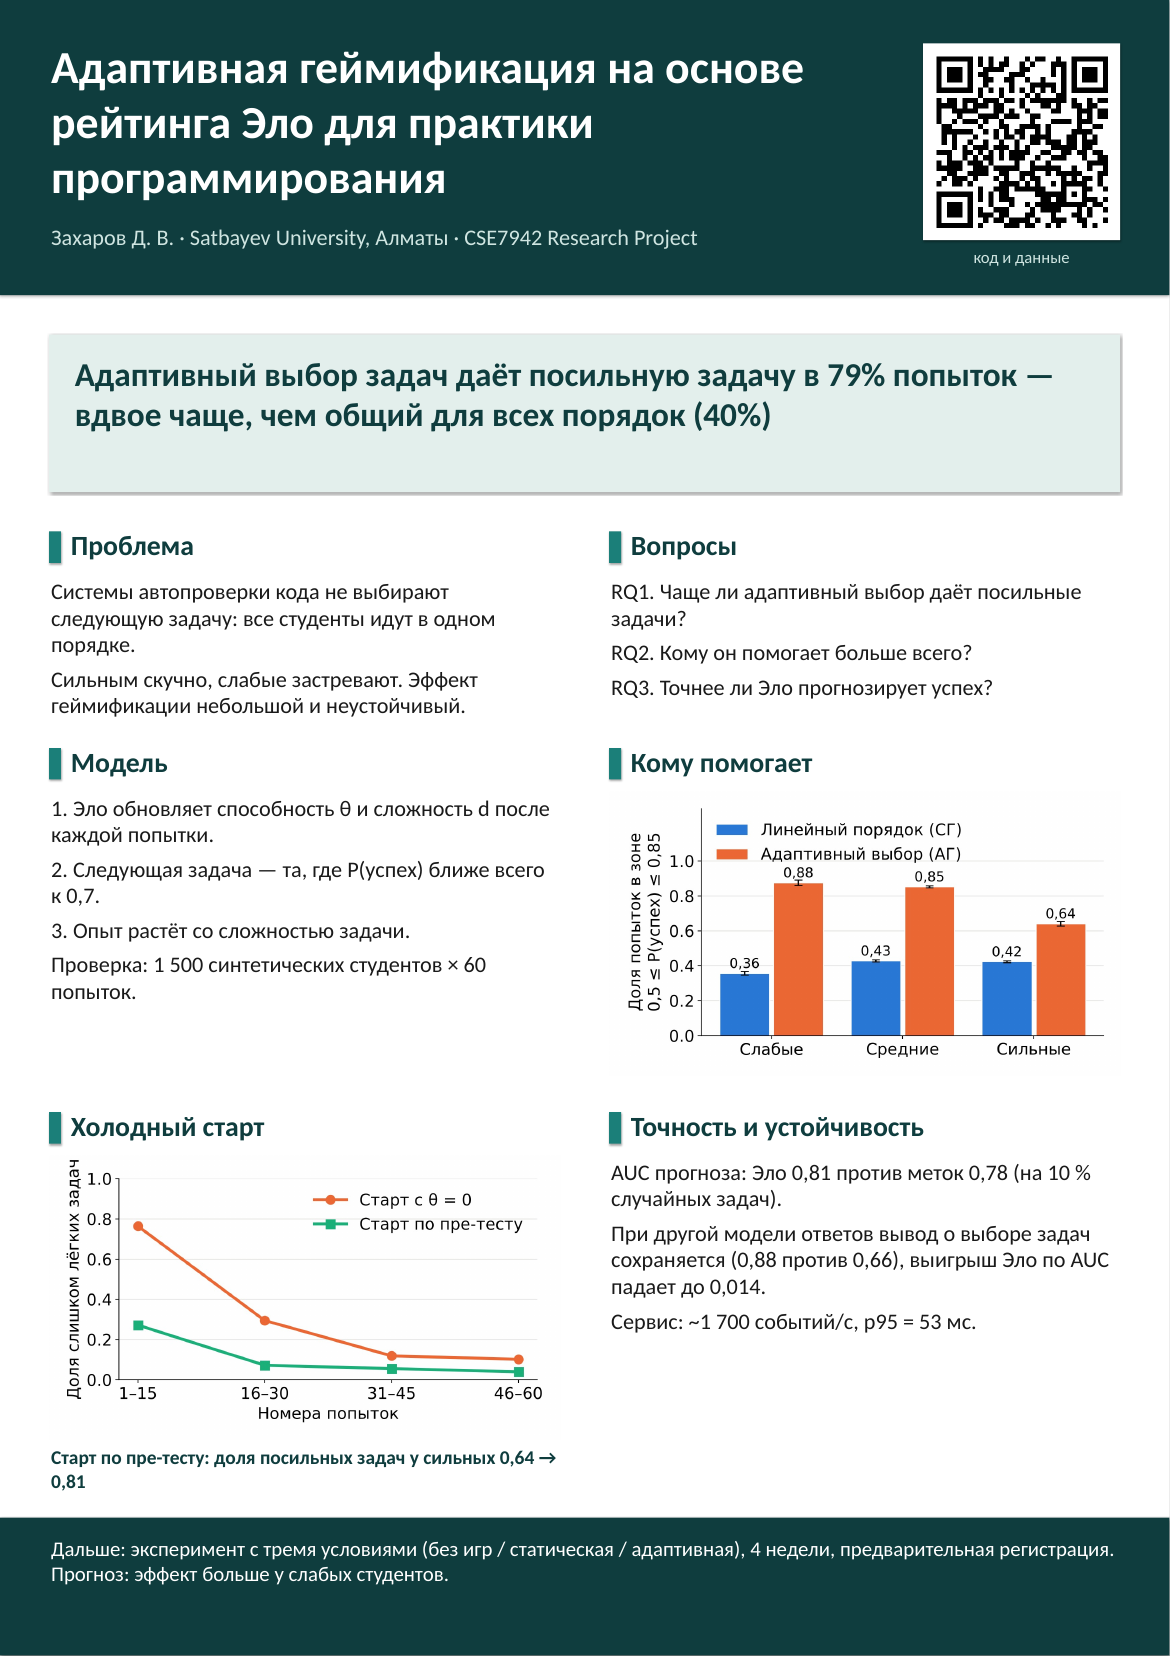 Адаптивная геймификация на основе
рейтинга Эло для практики
программирования
Захаров Д. В. · Satbayev University, Алматы · CSE7942 Research Project
код и данные
Адаптивный выбор задач даёт посильную задачу в 79% попыток —
вдвое чаще, чем общий для всех порядок (40%)
Проблема
Системы автопроверки кода не выбирают
следующую задачу: все студенты идут в одном
порядке.
Сильным скучно, слабые застревают. Эффект
геймификации небольшой и неустойчивый.
Вопросы
RQ1. Чаще ли адаптивный выбор даёт посильные
задачи?
RQ2. Кому он помогает больше всего?
RQ3. Точнее ли Эло прогнозирует успех?
Модель
1. Эло обновляет способность θ и сложность d после
каждой попытки.
2. Следующая задача — та, где P(успех) ближе всего
к 0,7.
3. Опыт растёт со сложностью задачи.
Проверка: 1 500 синтетических студентов × 60
попыток.
Кому помогает
Доля попыток в зоне
0,5 ≤ P(успех) ≤ 0,85
Линейный порядок (СГ)
Адаптивный выбор (АГ)
1.0
0.8
0.6
0.4
0.2
0.0
0,36
0,88
0,43
0,85
0,42
0,64
Слабые
Средние
Сильные
Холодный старт
Доля слишком лёгких задач
1.0
0.8
0.6
0.4
0.2
0.0
Старт с θ = 0
Старт по пре-тесту
1–15
16–30
31–45
46–60
Номера попыток
Старт по пре-тесту: доля посильных задач у сильных 0,64 →
0,81
Точность и устойчивость
AUC прогноза: Эло 0,81 против меток 0,78 (на 10 %
случайных задач).
При другой модели ответов вывод о выборе задач
сохраняется (0,88 против 0,66), выигрыш Эло по AUC
падает до 0,014.
Сервис: ~1 700 событий/с, p95 = 53 мс.
Дальше: эксперимент с тремя условиями (без игр / статическая / адаптивная), 4 недели, предварительная регистрация.
Прогноз: эффект больше у слабых студентов.